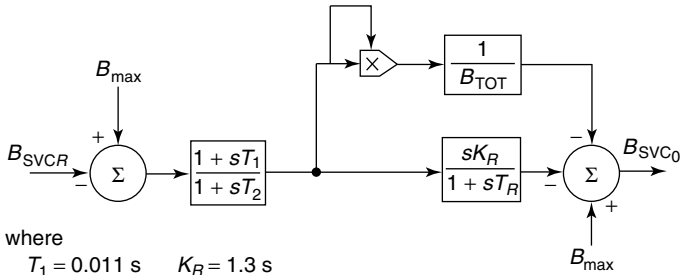 B_max
B_SVCR
+
−
Σ
1 + sT_1
1 + sT_2
×
1
B_TOT
sK_R
1 + sT_R
−
−
Σ
+
B_SVC_0
B_max
where
T_1 = 0.011 s K_R = 1.3 s